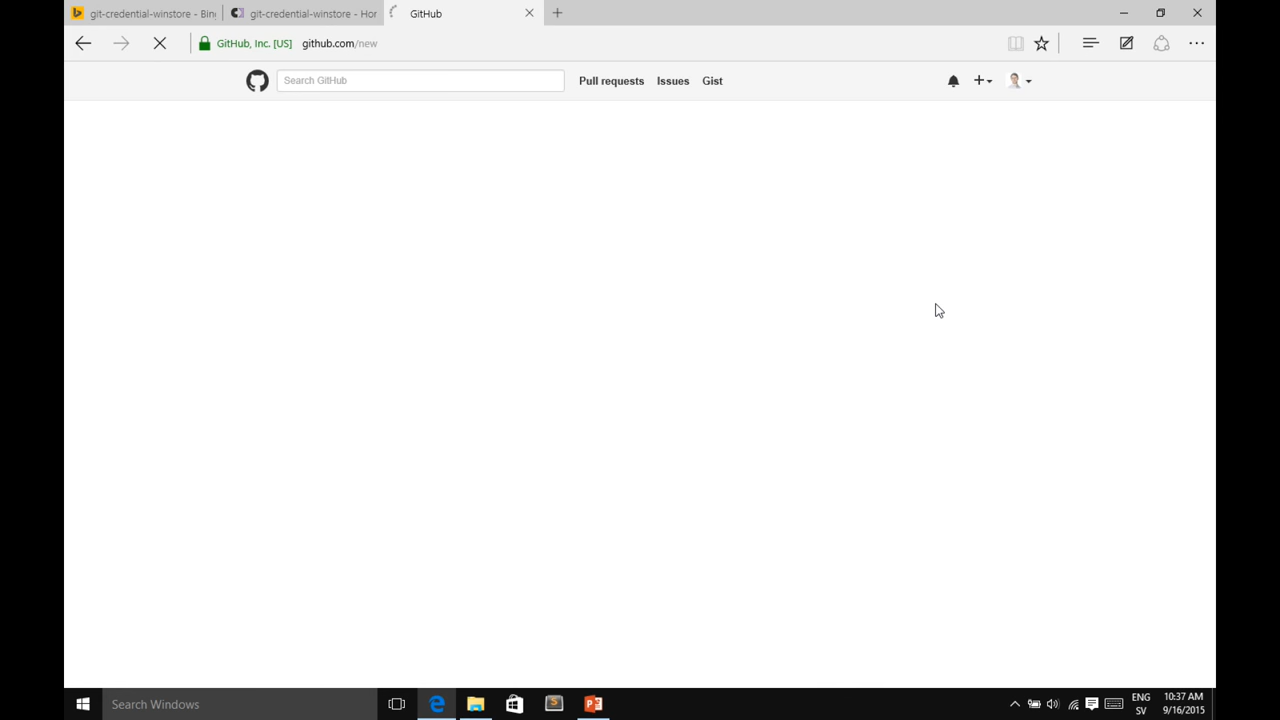 git-credential-winstore - Bin
git-credential-winstore - Hor
GitHub
GitHub, Inc. [US] github.com/new
Search GitHub
Pull requests Issues Gist
Search Windows
ENG
SV
10:37 AM
9/16/2015